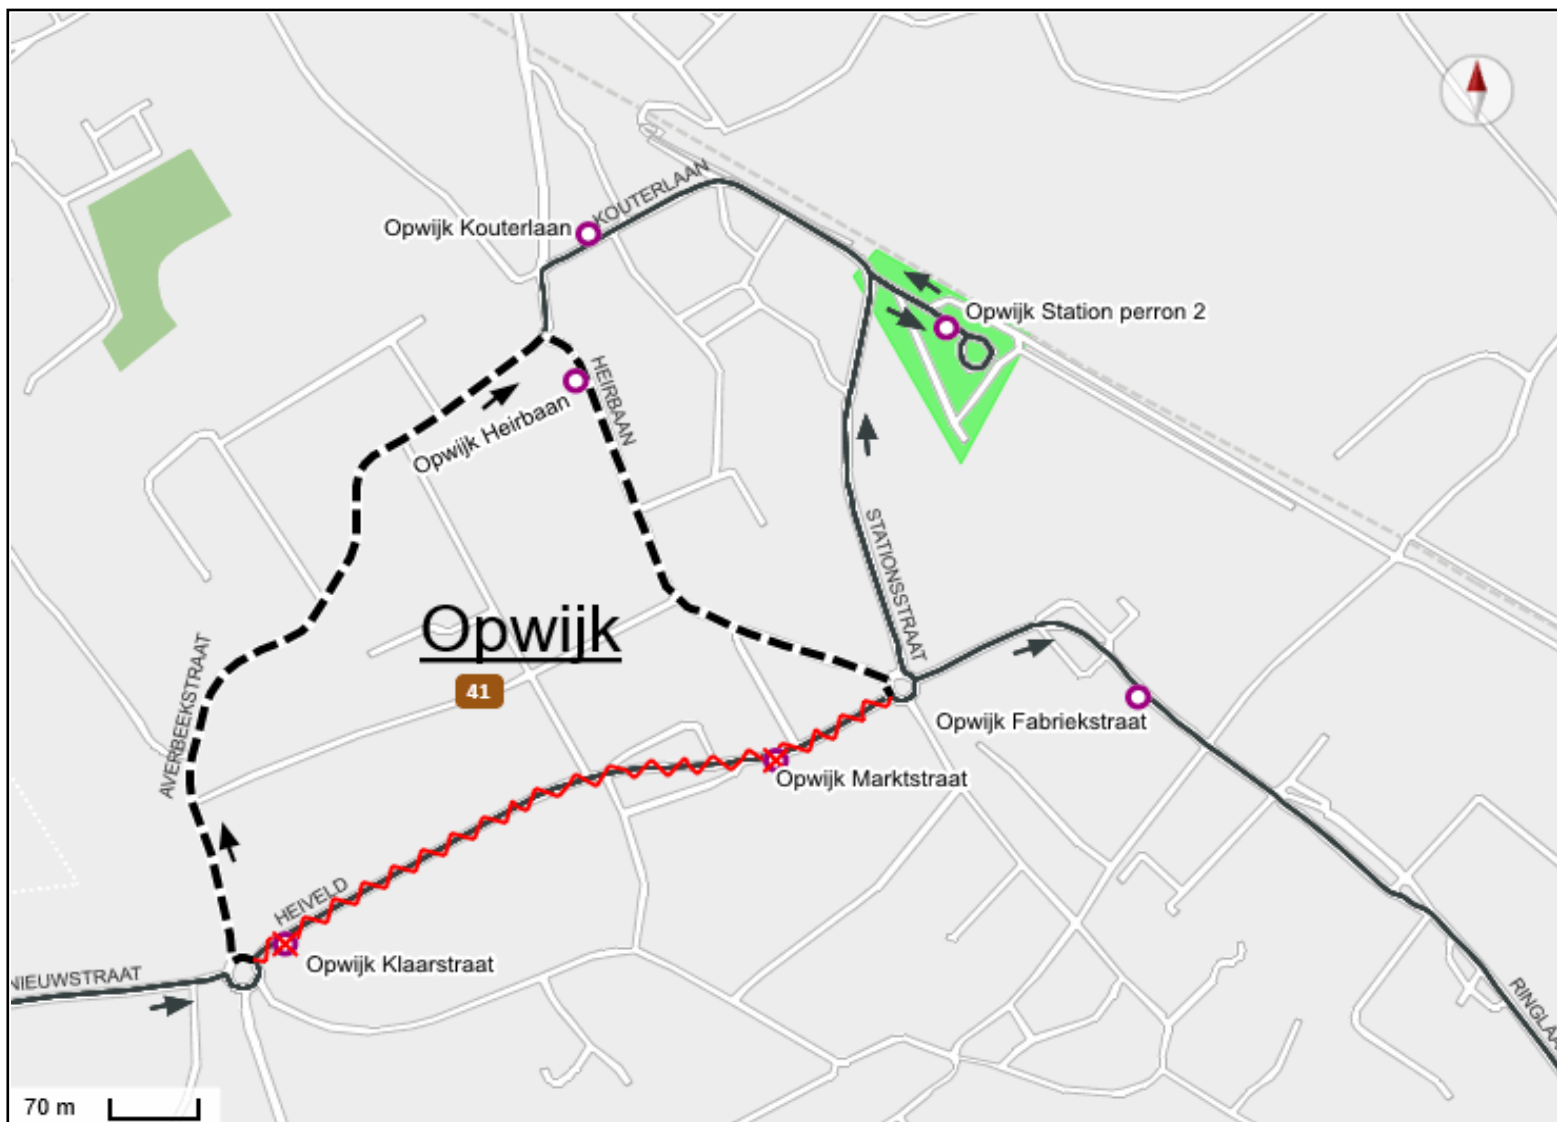 KOUTERLAAN
Opwijk Kouterlaan
Opwijk Station perron 2
HEIRBAAN
Opwijk Heirbaan
STATIONSSTRAAT
Opwijk
41
AVERBEEKSTRAAT
Opwijk Fabriekstraat
Opwijk Marktstraat
HEIVELD
Opwijk Klaarstraat
NIEUWSTRAAT
RINGLAA
70 m